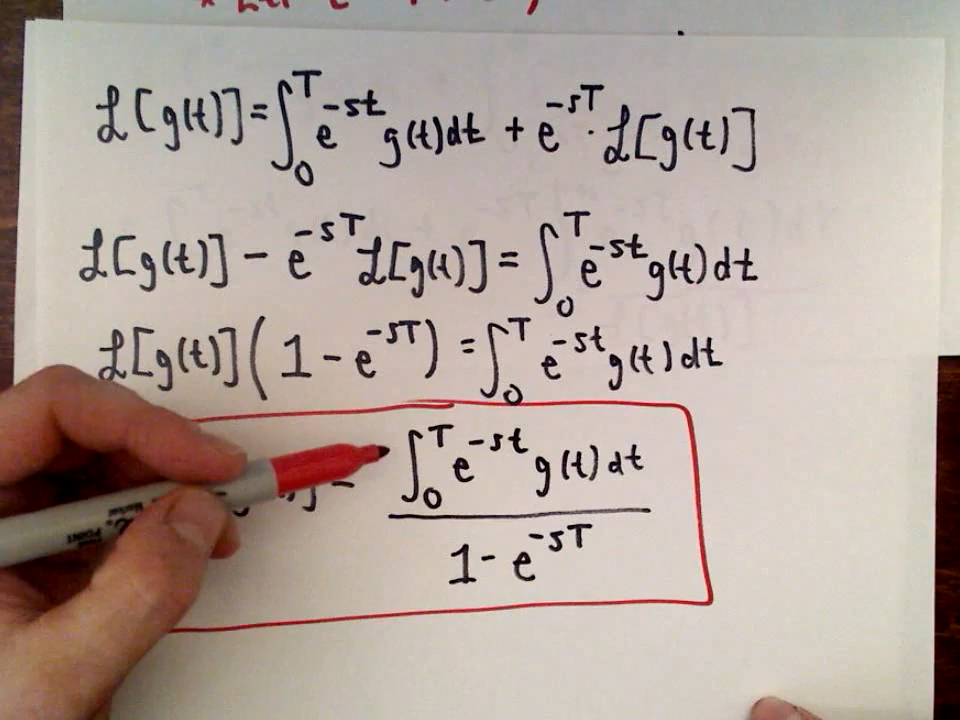 ℒ[g(t)] = ∫₀ᵀ e^{-st} g(t)dt + e^{-sT} · ℒ[g(t)]
ℒ[g(t)] - e^{-sT} ℒ[g(t)] = ∫₀ᵀ e^{-st} g(t) dt
ℒ[g(t)] (1 - e^{-sT}) = ∫₀ᵀ e^{-st} g(t) dt
∫₀ᵀ e^{-st} g(t) dt
1 - e^{-sT}